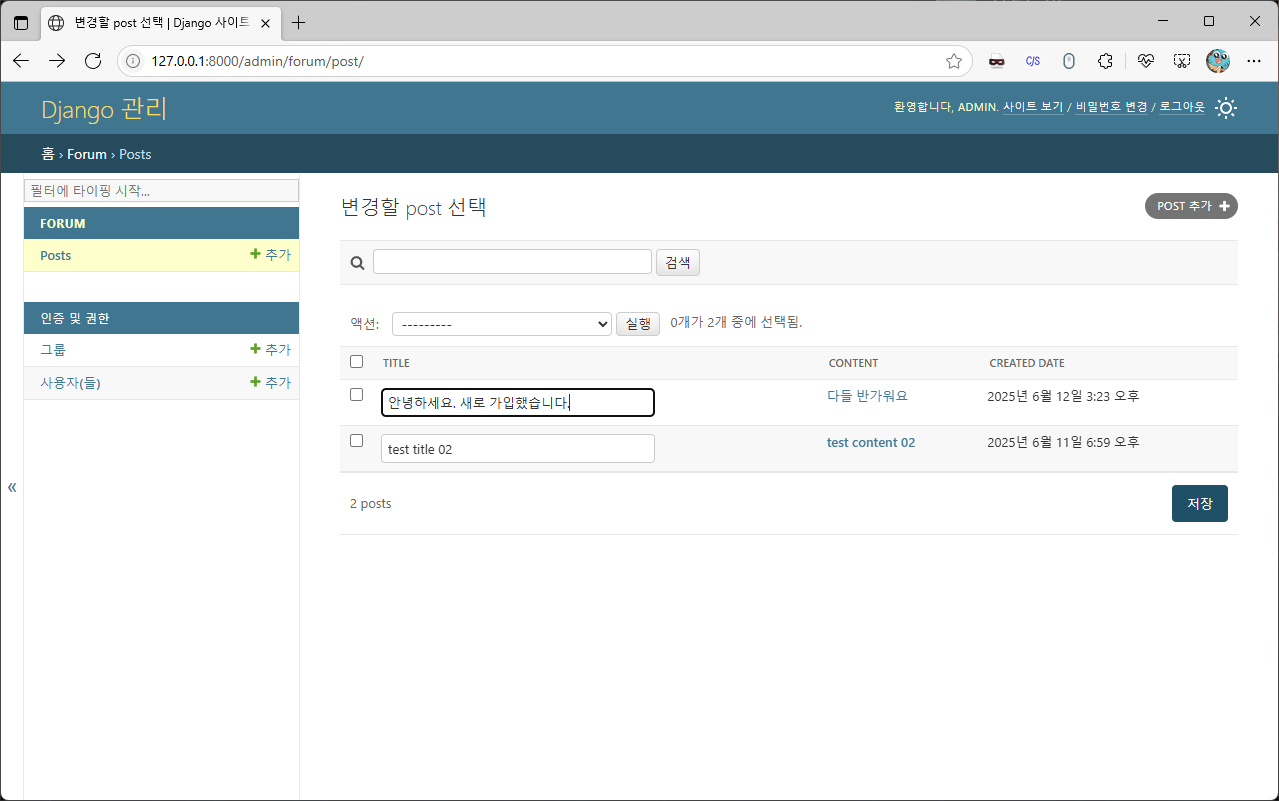 변경할 post 선택 | Django 사이트
127.0.0.1:8000/admin/forum/post/
C/S
Django 관리
환영합니다, ADMIN. 사이트 보기 / 비밀번호 변경 / 로그아웃
홈 › Forum › Posts
필터에 타이핑 시작...
FORUM
Posts
추가
인증 및 권한
그룹
추가
사용자(들)
추가
«
변경할 post 선택
POST 추가
검색
액션: --------- 실행 0개가 2개 중에 선택됨.
TITLE CONTENT CREATED DATE
안녕하세요. 새로 가입했습니다. 다들 반가워요 2025년 6월 12일 3:23 오후
test title 02 test content 02 2025년 6월 11일 6:59 오후
2 posts
저장